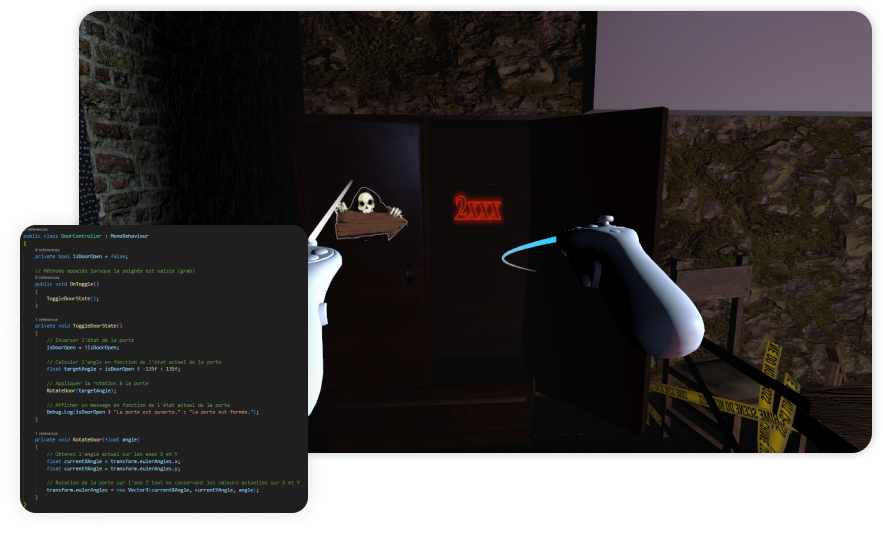 2xxx
CRIME SCENE DO NOT
public class DoorController : MonoBehaviour
{
4 references
private bool isDoorOpen = false;
// Méthode appelée lorsque la poignée est saisie (grab)
0 references
public void OnToggle()
{
ToggleDoorState();
}
1 reference
private void ToggleDoorState()
{
// Inverser l'état de la porte
isDoorOpen = !isDoorOpen;
// Calculer l'angle en fonction de l'état actuel de la porte
float targetAngle = isDoorOpen ? -135f : 135f;
// Appliquer la rotation à la porte
RotateDoor(targetAngle);
// Afficher un message en fonction de l'état actuel de la porte
Debug.Log(isDoorOpen ? "La porte est ouverte." : "La porte est fermée.");
}
1 reference
private void RotateDoor(float angle)
{
// Obtenez l'angle actuel sur les axes X et Y
float currentXAngle = transform.eulerAngles.x;
float currentYAngle = transform.eulerAngles.y;
// Rotation de la porte sur l'axe Z tout en conservant les valeurs actuelles sur X et Y
transform.eulerAngles = new Vector3(currentXAngle, currentYAngle, angle);
}
}